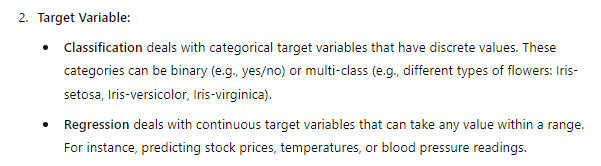 2. Target Variable:
• Classification deals with categorical target variables that have discrete values. These
categories can be binary (e.g., yes/no) or multi-class (e.g., different types of flowers: Iris-
setosa, Iris-versicolor, Iris-virginica).
• Regression deals with continuous target variables that can take any value within a range.
For instance, predicting stock prices, temperatures, or blood pressure readings.